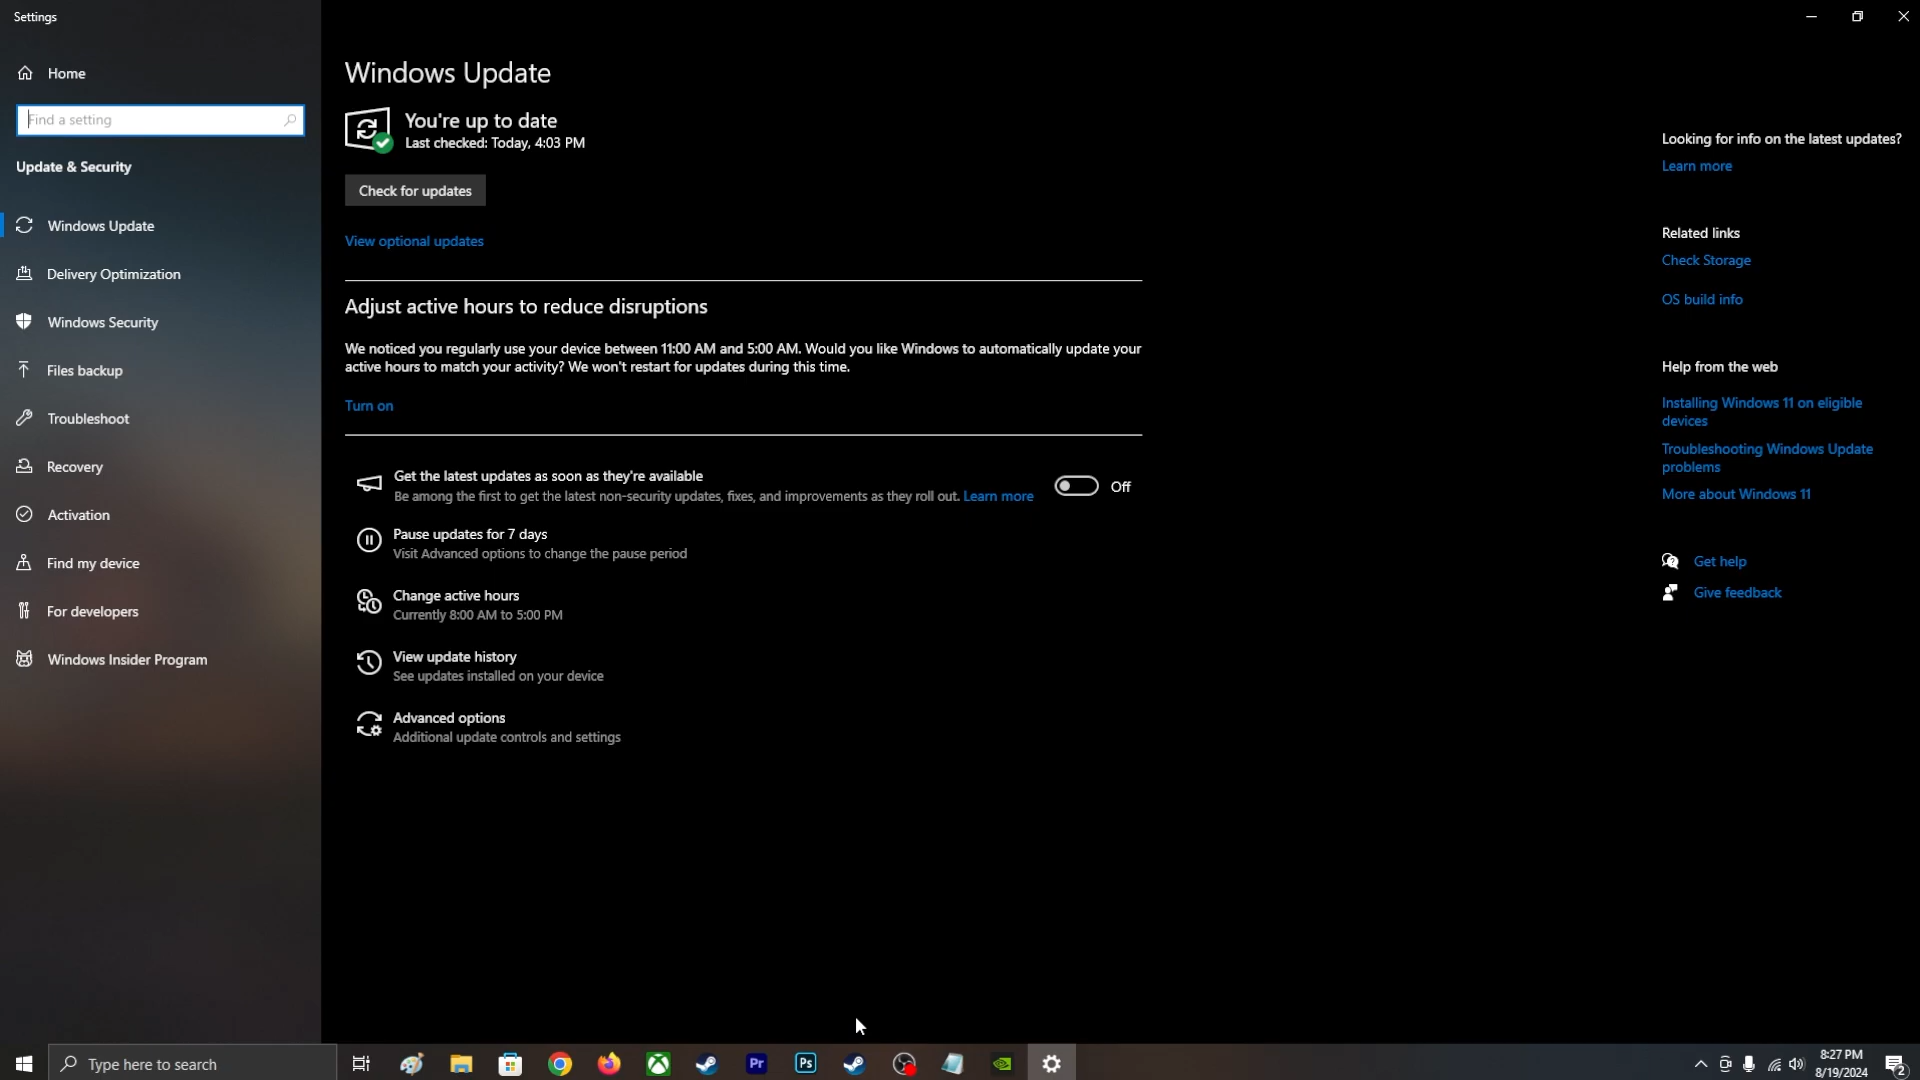 Settings
Home
Find a setting
Update & Security
Windows Update
Delivery Optimization
Windows Security
Files backup
Troubleshoot
Recovery
Activation
Find my device
For developers
Windows Insider Program
Windows Update
You're up to date
Last checked: Today, 4:03 PM
Check for updates
View optional updates
Adjust active hours to reduce disruptions
We noticed you regularly use your device between 11:00 AM and 5:00 AM. Would you like Windows to automatically update your
active hours to match your activity? We won't restart for updates during this time.
Turn on
Get the latest updates as soon as they're available
Be among the first to get the latest non-security updates, fixes, and improvements as they roll out. Learn more
Off
Pause updates for 7 days
Visit Advanced options to change the pause period
Change active hours
Currently 8:00 AM to 5:00 PM
View update history
See updates installed on your device
Advanced options
Additional update controls and settings
Looking for info on the latest updates?
Learn more
Related links
Check Storage
OS build info
Help from the web
Installing Windows 11 on eligible
devices
Troubleshooting Windows Update
problems
More about Windows 11
Get help
Give feedback
Type here to search
Pr
Ps
8:27 PM
8/19/2024
2